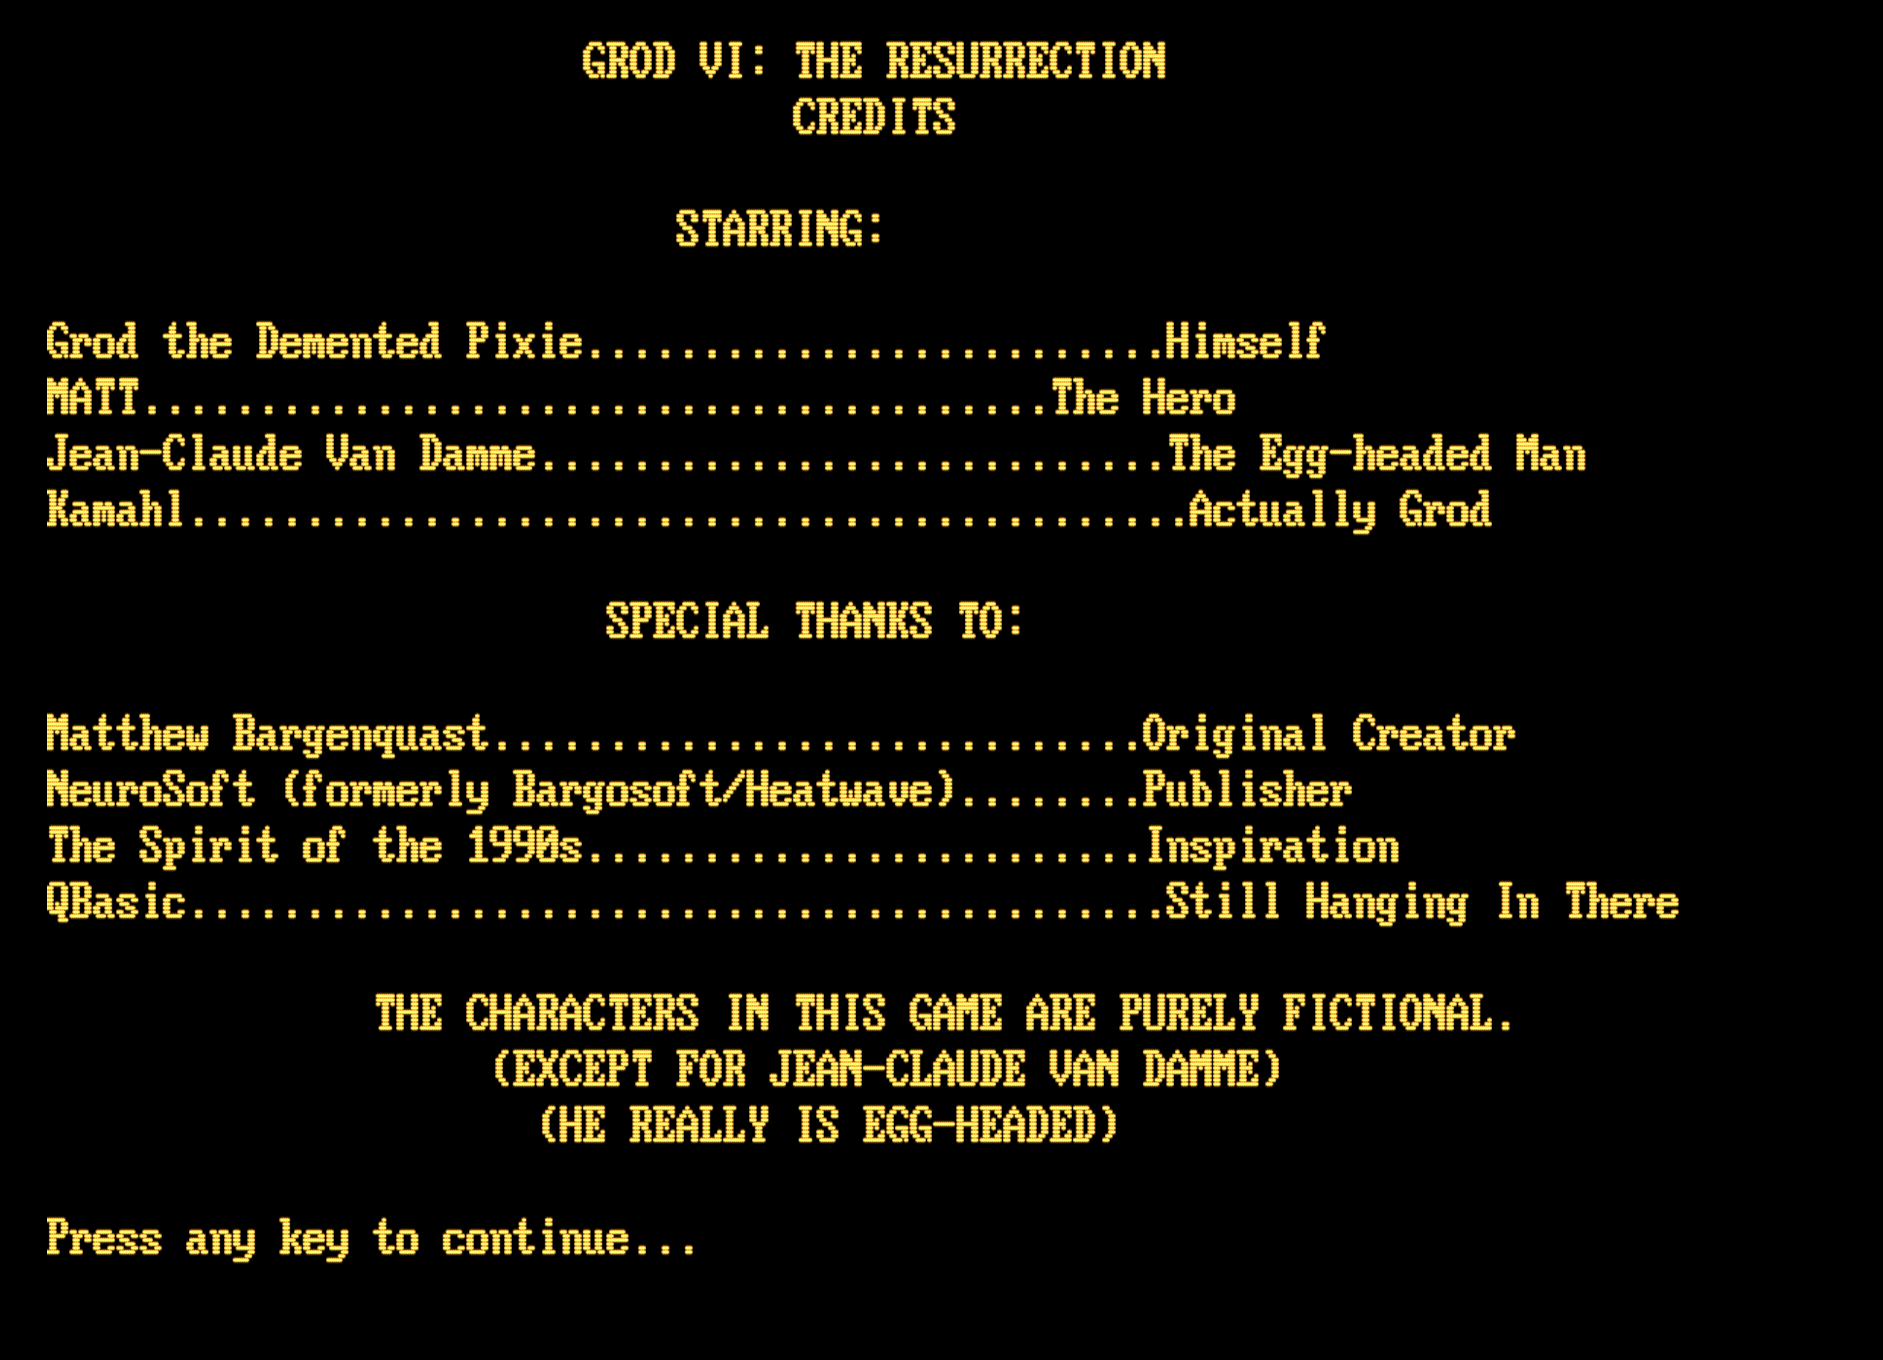 GROD VI: THE RESURRECTION
CREDITS
STARRING:
Grod the Demented Pixie.........................Himself
MATT.......................................The Hero
Jean-Claude Van Damme...........................The Egg-headed Man
Kamahl...........................................Actually Grod
SPECIAL THANKS TO:
Matthew Bargenquast............................Original Creator
NeuroSoft (formerly Bargosoft/Heatwave)........Publisher
The Spirit of the 1990s........................Inspiration
QBasic..........................................Still Hanging In There
THE CHARACTERS IN THIS GAME ARE PURELY FICTIONAL.
(EXCEPT FOR JEAN-CLAUDE VAN DAMME)
(HE REALLY IS EGG-HEADED)
Press any key to continue...